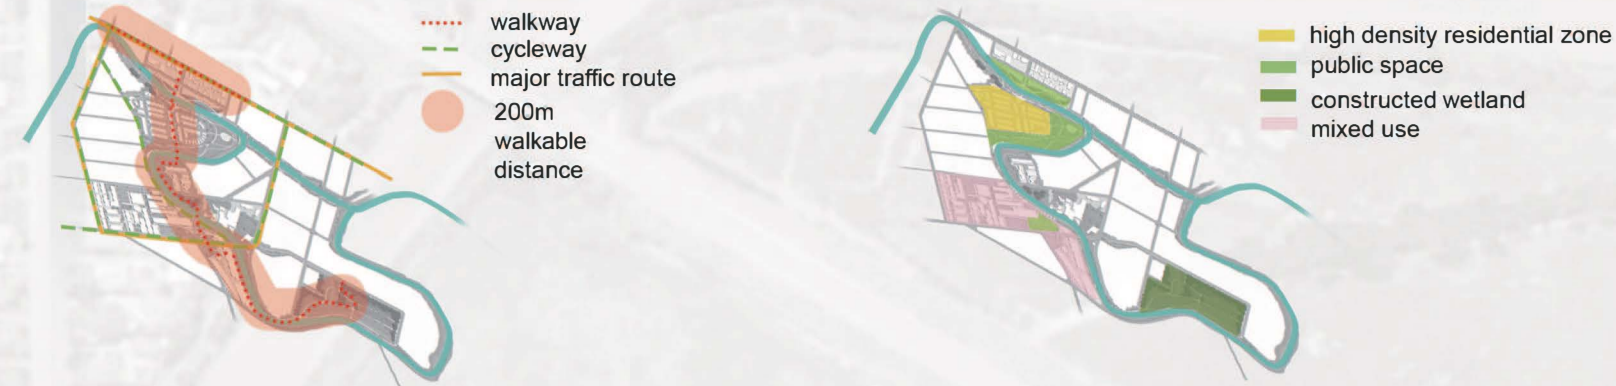 walkway
cycleway
major traffic route
200m
walkable
distance
high density residential zone
public space
constructed wetland
mixed use